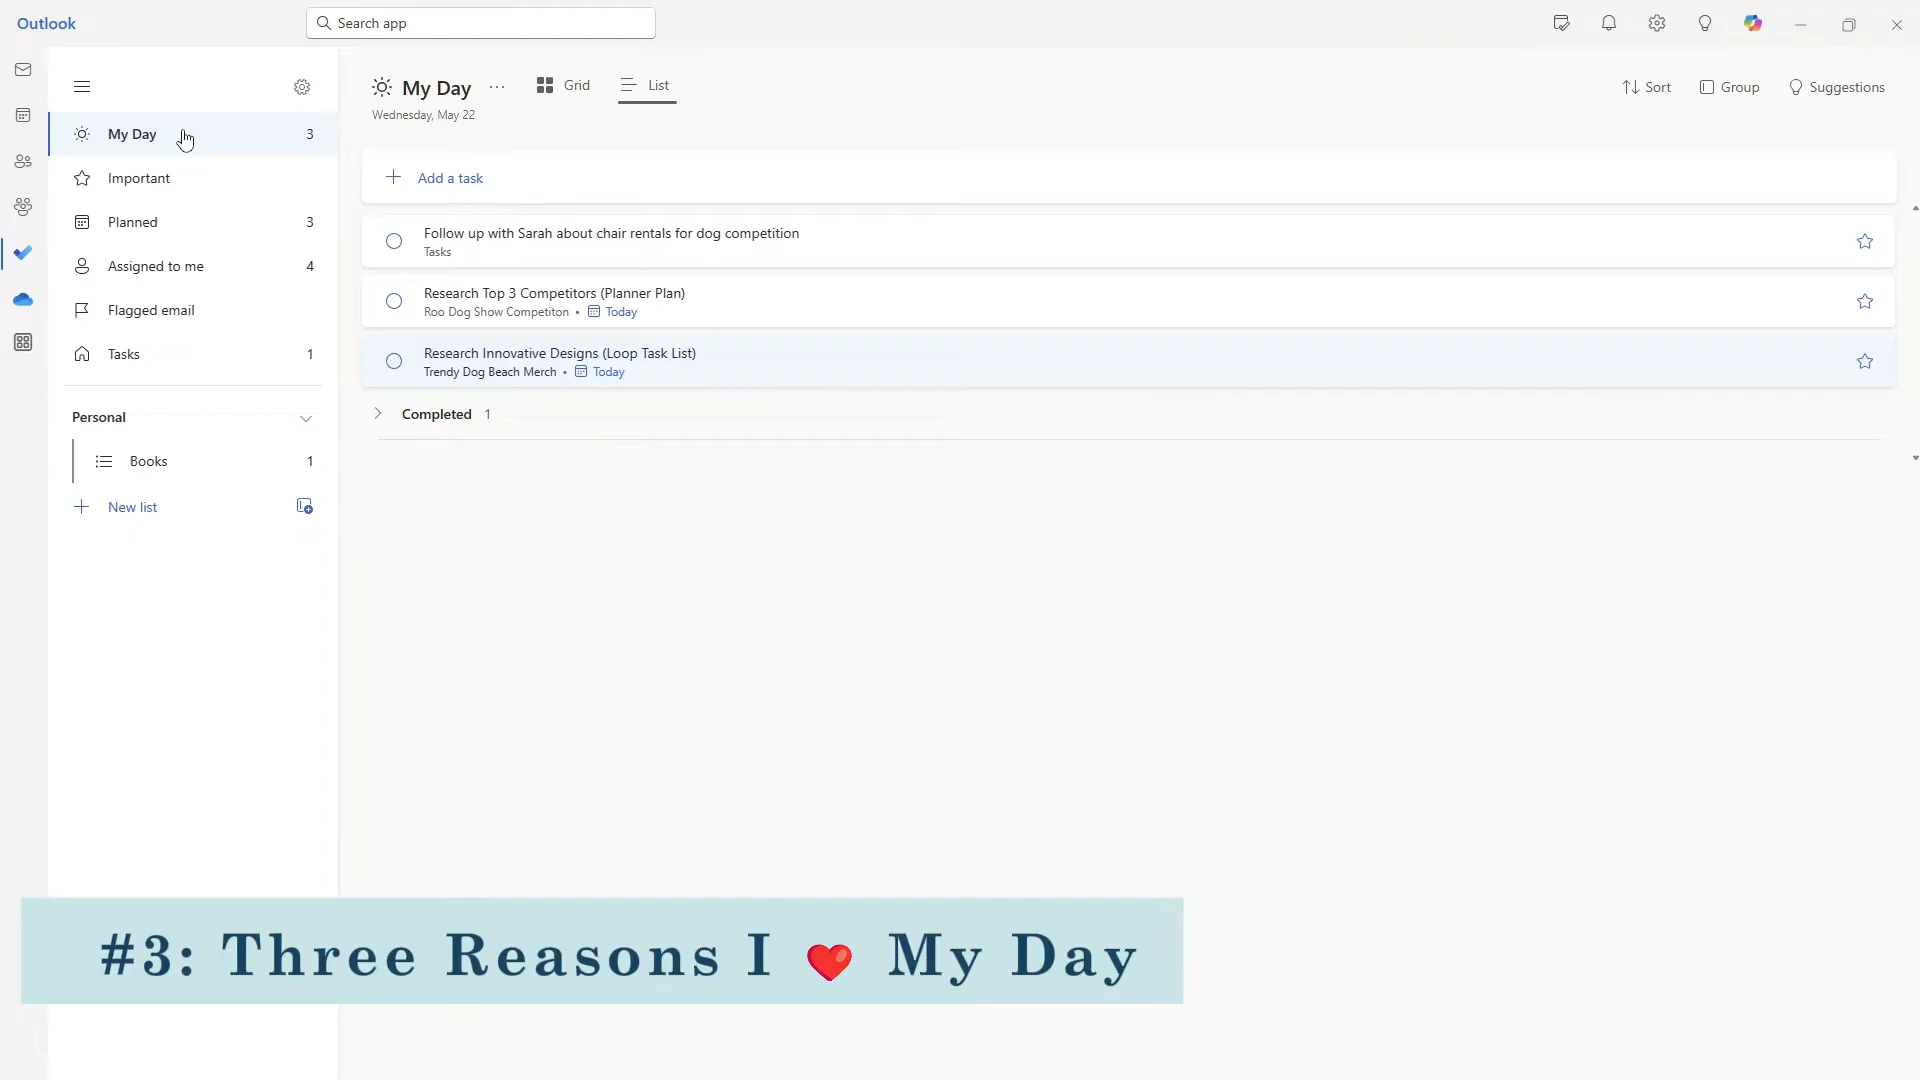 Outlook
Search app
My Day 3
Important
Planned 3
Assigned to me 4
Flagged email
Tasks 1
Personal
Books 1
New list
My Day ...
Grid
List
Wednesday, May 22
Sort
Group
Suggestions
Add a task
Follow up with Sarah about chair rentals for dog competition
Tasks
Research Top 3 Competitors (Planner Plan)
Roo Dog Show Competiton • Today
Research Innovative Designs (Loop Task List)
Trendy Dog Beach Merch • Today
Completed 1
#3: Three Reasons I ❤️ My Day